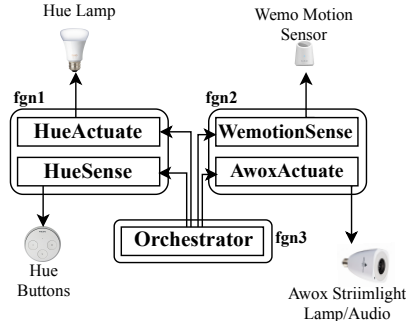 Hue Lamp
Wemo Motion
Sensor
fgn1
fgn2
HueActuate
WemotionSense
HueSense
AwoxActuate
Orchestrator
fgn3
Hue
Buttons
Awox Striimlight
Lamp/Audio